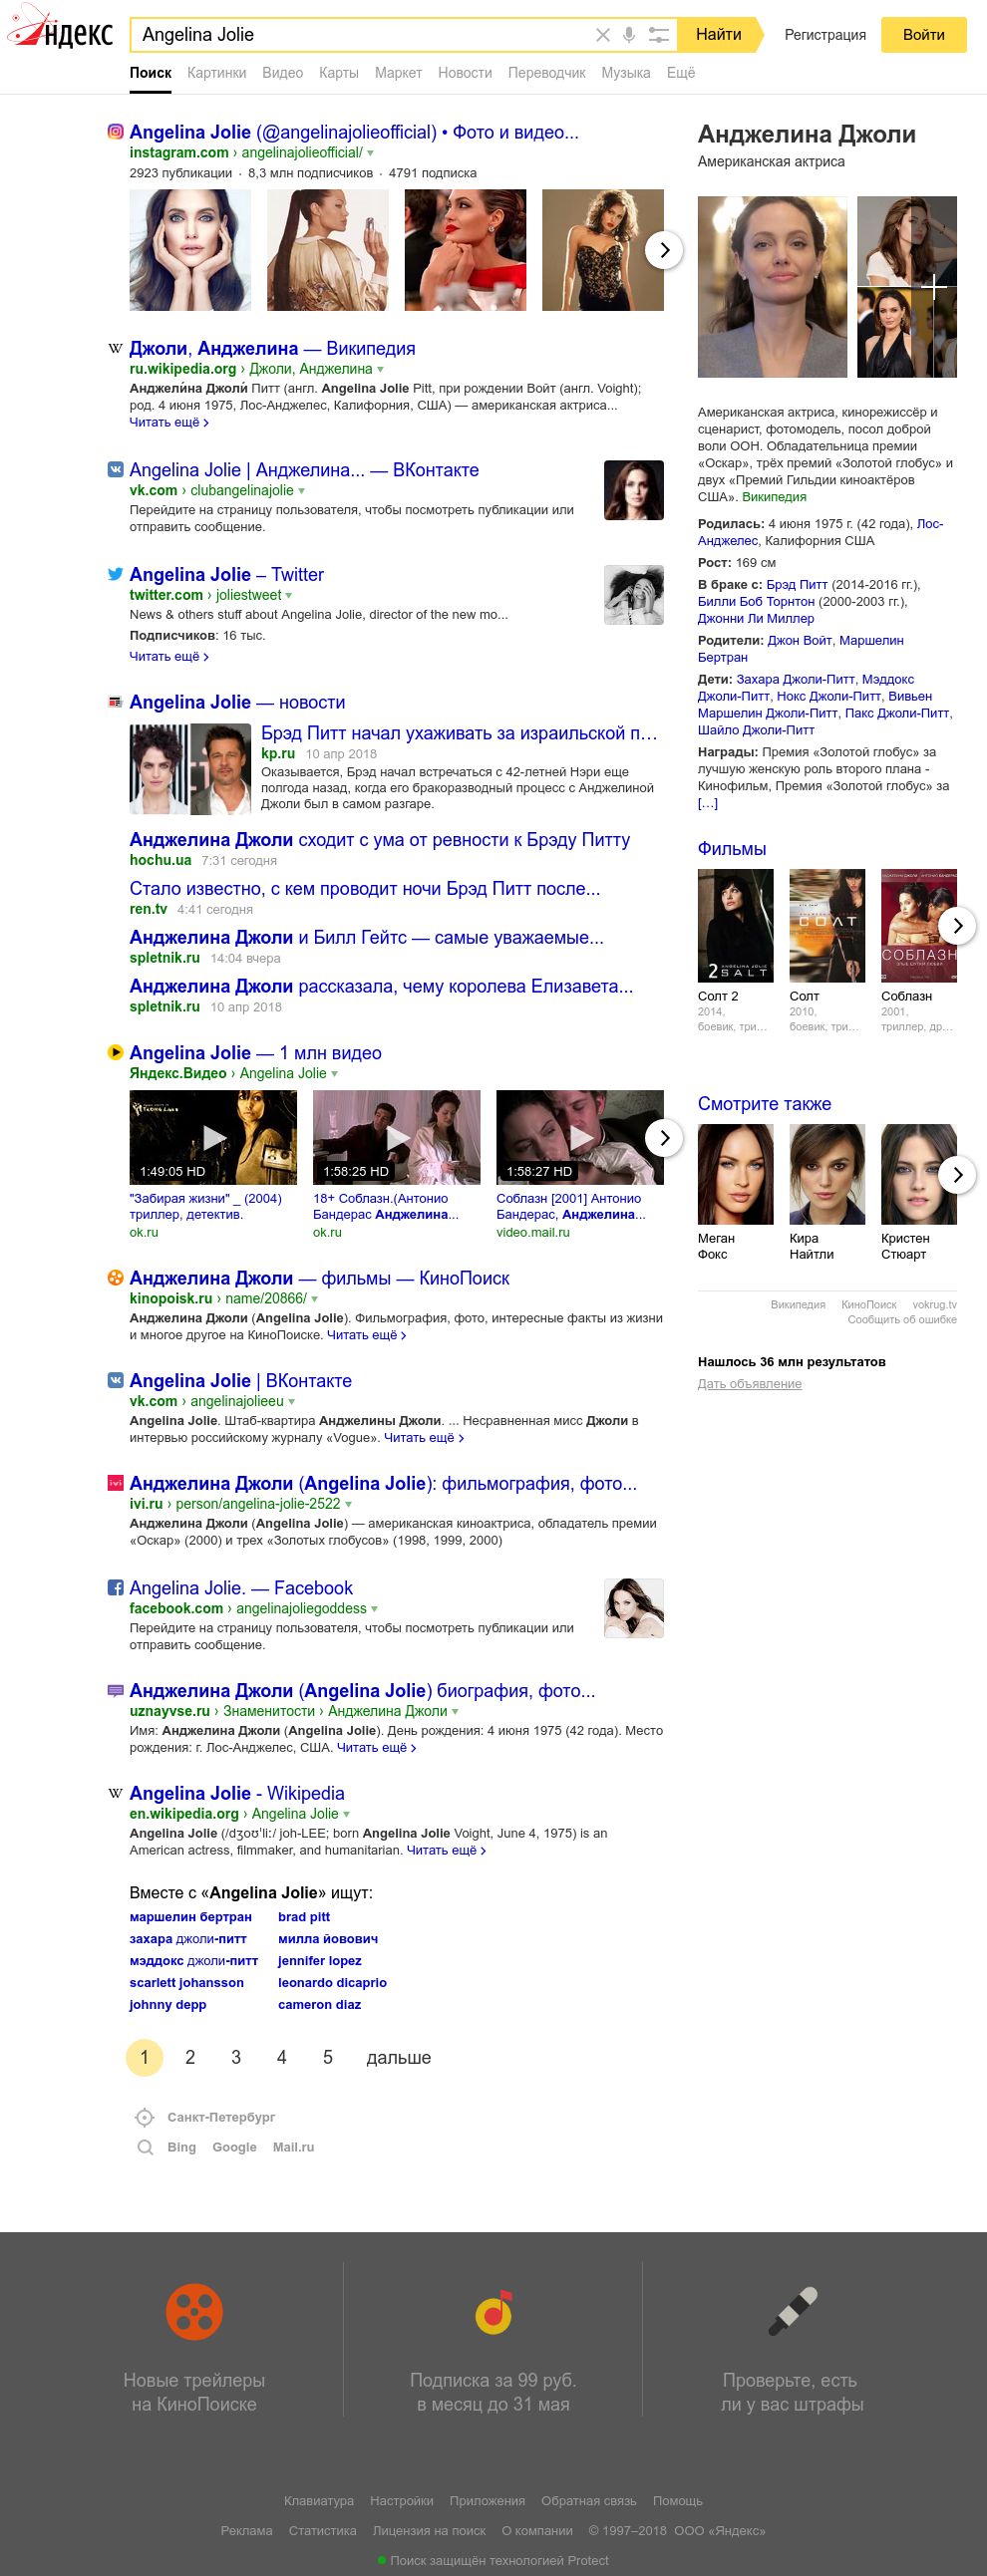 ндекс
Angelina Jolie
Найти
Регистрация
Войти
Поиск Картинки Видео Карты Маркет Новости Переводчик Музыка Ещё
Angelina Jolie (@angelinajolieofficial) • Фото и видео...
instagram.com › angelinajolieofficial/
2923 публикации · 8,3 млн подписчиков · 4791 подписка
Джоли, Анджелина — Википедия
ru.wikipedia.org › Джоли, Анджелина
Анджели́на Джоли́ Питт (англ. Angelina Jolie Pitt, при рождении Войт (англ. Voight);
род. 4 июня 1975, Лос-Анджелес, Калифорния, США) — американская актриса...
Читать ещё
Angelina Jolie | Анджелина... — ВКонтакте
vk.com › clubangelinajolie
Перейдите на страницу пользователя, чтобы посмотреть публикации или
отправить сообщение.
Angelina Jolie – Twitter
twitter.com › joliestweet
News & others stuff about Angelina Jolie, director of the new mo...
Подписчиков: 16 тыс.
Читать ещё
Angelina Jolie — новости
Брэд Питт начал ухаживать за израильской п…
kp.ru 10 апр 2018
Оказывается, Брэд начал встречаться с 42-летней Нэри еще
полгода назад, когда его бракоразводный процесс с Анджелиной
Джоли был в самом разгаре.
Анджелина Джоли сходит с ума от ревности к Брэду Питту
hochu.ua 7:31 сегодня
Стало известно, с кем проводит ночи Брэд Питт после...
ren.tv 4:41 сегодня
Анджелина Джоли и Билл Гейтс — самые уважаемые...
spletnik.ru 14:04 вчера
Анджелина Джоли рассказала, чему королева Елизавета...
spletnik.ru 10 апр 2018
Angelina Jolie — 1 млн видео
Яндекс.Видео › Angelina Jolie
1:49:05 HD
1:58:25 HD
1:58:27 HD
"Забирая жизни" _ (2004)
триллер, детектив.
ok.ru
18+ Соблазн.(Антонио
Бандерас Анджелина...
ok.ru
Соблазн [2001] Антонио
Бандерас, Анджелина...
video.mail.ru
Анджелина Джоли — фильмы — КиноПоиск
kinopoisk.ru › name/20866/
Анджелина Джоли (Angelina Jolie). Фильмография, фото, интересные факты из жизни
и многое другое на КиноПоиске. Читать ещё
Angelina Jolie | ВКонтакте
vk.com › angelinajolieeu
Angelina Jolie. Штаб-квартира Анджелины Джоли. ... Несравненная мисс Джоли в
интервью российскому журналу «Vogue». Читать ещё
Анджелина Джоли (Angelina Jolie): фильмография, фото...
ivi.ru › person/angelina-jolie-2522
Анджелина Джоли (Angelina Jolie) — американская киноактриса, обладатель премии
«Оскар» (2000) и трех «Золотых глобусов» (1998, 1999, 2000)
Angelina Jolie. — Facebook
facebook.com › angelinajoliegoddess
Перейдите на страницу пользователя, чтобы посмотреть публикации или
отправить сообщение.
Анджелина Джоли (Angelina Jolie) биография, фото...
uznayvse.ru › Знаменитости › Анджелина Джоли
Имя: Анджелина Джоли (Angelina Jolie). День рождения: 4 июня 1975 (42 года). Место
рождения: г. Лос-Анджелес, США. Читать ещё
Angelina Jolie - Wikipedia
en.wikipedia.org › Angelina Jolie
Angelina Jolie (/dʒoʊˈliː/ joh-LEE; born Angelina Jolie Voight, June 4, 1975) is an
American actress, filmmaker, and humanitarian. Читать ещё
Вместе с «Angelina Jolie» ищут:
маршелин бертран
захара джоли-питт
мэддокс джоли-питт
scarlett johansson
johnny depp
brad pitt
милла йовович
jennifer lopez
leonardo dicaprio
cameron diaz
1 2 3 4 5 дальше
Санкт-Петербург
Bing Google Mail.ru
Анджелина Джоли
Американская актриса
Американская актриса, кинорежиссёр и
сценарист, фотомодель, посол доброй
воли ООН. Обладательница премии
«Оскар», трёх премий «Золотой глобус» и
двух «Премий Гильдии киноактёров
США». Википедия
Родилась: 4 июня 1975 г. (42 года), Лос-
Анджелес, Калифорния США
Рост: 169 см
В браке с: Брэд Питт (2014-2016 гг.),
Билли Боб Торнтон (2000-2003 гг.),
Джонни Ли Миллер
Родители: Джон Войт, Маршелин
Бертран
Дети: Захара Джоли-Питт, Мэддокс
Джоли-Питт, Нокс Джоли-Питт, Вивьен
Маршелин Джоли-Питт, Пакс Джоли-Питт,
Шайло Джоли-Питт
Награды: Премия «Золотой глобус» за
лучшую женскую роль второго плана -
Кинофильм, Премия «Золотой глобус» за
[…]
Фильмы
2 SALT
СОЛТ
СОБЛАЗН
Солт 2
2014,
боевик, три…
Солт
2010,
боевик, три…
Соблазн
2001,
триллер, др…
Смотрите также
Меган
Фокс
Кира
Найтли
Кристен
Стюарт
Википедия КиноПоиск vokrug.tv
Сообщить об ошибке
Нашлось 36 млн результатов
Дать объявление
Новые трейлеры
на КиноПоиске
Подписка за 99 руб.
в месяц до 31 мая
Проверьте, есть
ли у вас штрафы
Клавиатура Настройки Приложения Обратная связь Помощь
Реклама Статистика Лицензия на поиск О компании © 1997–2018 ООО «Яндекс»
Поиск защищён технологией Protect